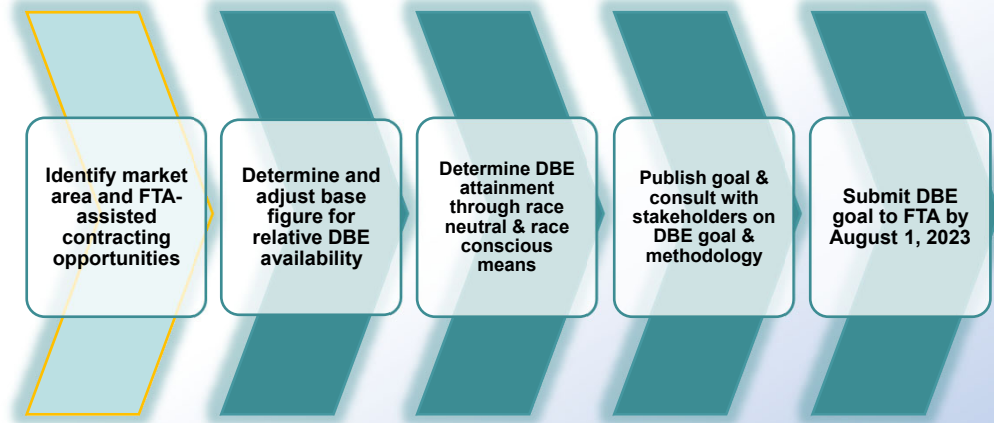 Identify market
area and FTA-
assisted
contracting
opportunities
Determine and
adjust base
figure for
relative DBE
availability
Determine DBE
attainment
through race
neutral & race
conscious
means
Publish goal &
consult with
stakeholders on
DBE goal &
methodology
Submit DBE
goal to FTA by
August 1, 2023